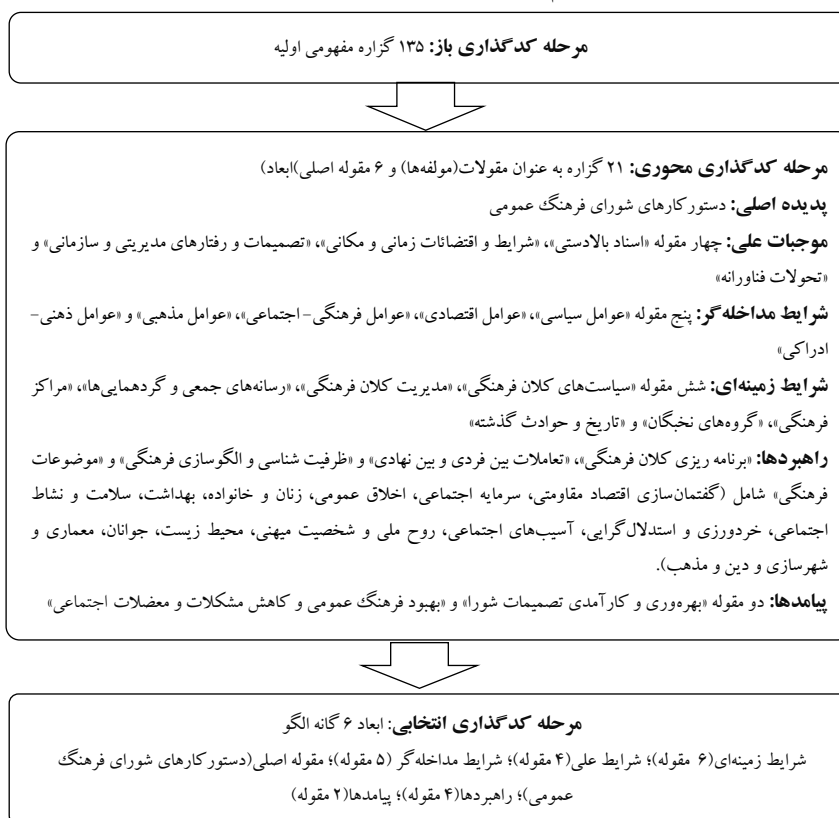 مرحله کدگذاری باز: ۱۳۵ گزاره مفهومی اولیه
مرحله کدگذاری محوری: ۲۱ گزاره به عنوان مقولات(مولفه‌ها) و ۶ مقوله اصلی)ابعاد)
پدیده اصلی: دستورکارهای شورای فرهنگ عمومی
موجبات علی: چهار مقوله «اسناد بالادستی»، «شرایط و اقتضائات زمانی و مکانی»، «تصمیمات و رفتارهای مدیریتی و سازمانی» و
«تحولات فناورانه»
شرایط مداخله‌گر: پنج مقوله «عوامل سیاسی»، «عوامل اقتصادی»، «عوامل فرهنگی- اجتماعی»، «عوامل مذهبی» و «عوامل ذهنی-
ادراکی»
شرایط زمینه‌ای: شش مقوله «سیاست‌های کلان فرهنگی»، «مدیریت کلان فرهنگی»، «رسانه‌های جمعی و گردهمایی‌ها»، «مراکز
فرهنگی»، «گروه‌های نخبگان» و «تاریخ و حوادث گذشته»
راهبردها: «برنامه ریزی کلان فرهنگی»، «تعاملات بین فردی و بین نهادی» و «ظرفیت شناسی و الگوسازی فرهنگی» و «موضوعات
فرهنگی» شامل (گفتمان‌سازی اقتصاد مقاومتی، سرمایه اجتماعی، اخلاق عمومی، زنان و خانواده، بهداشت، سلامت و نشاط
اجتماعی، خردورزی و استدلال‌گرایی، آسیب‌های اجتماعی، روح ملی و شخصیت میهنی، محیط زیست، جوانان، معماری و
شهرسازی و دین و مذهب).
پیامدها: دو مقوله «بهره‌وری و کارآمدی تصمیمات شورا» و «بهبود فرهنگ عمومی و کاهش مشکلات و معضلات اجتماعی»
مرحله کدگذاری انتخابی: ابعاد ۶ گانه الگو
شرایط زمینه‌ای(۶ مقوله)؛ شرایط علی(۴ مقوله)؛ شرایط مداخله‌گر (۵ مقوله)؛ مقوله اصلی(دستورکارهای شورای فرهنگ
عمومی)؛ راهبردها(۴ مقوله)؛ پیامدها(۲ مقوله)